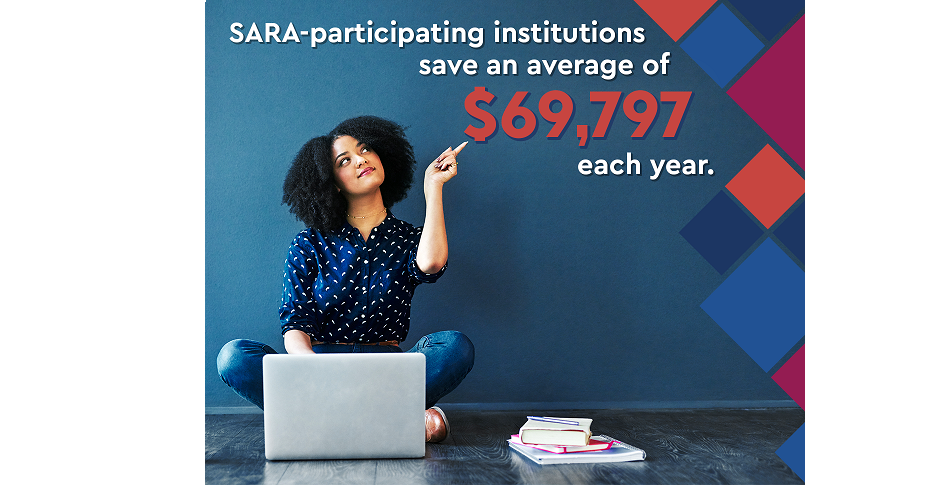 SARA-participating institutions
save an average of
$69,797
each year.